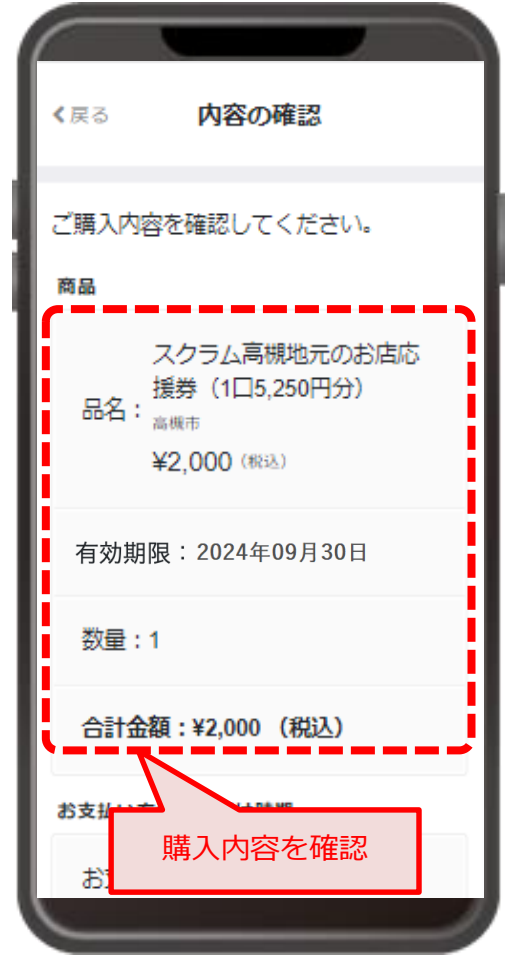 戻る
内容の確認
ご購入内容を確認してください。
商品
スクラム高槻地元のお店応
援券（1口5,250円分）
品名：
高槻市
¥2,000（税込）
有効期限：2024年09月30日
数量：1
合計金額：¥2,000 （税込）
お支払い
購入内容を確認